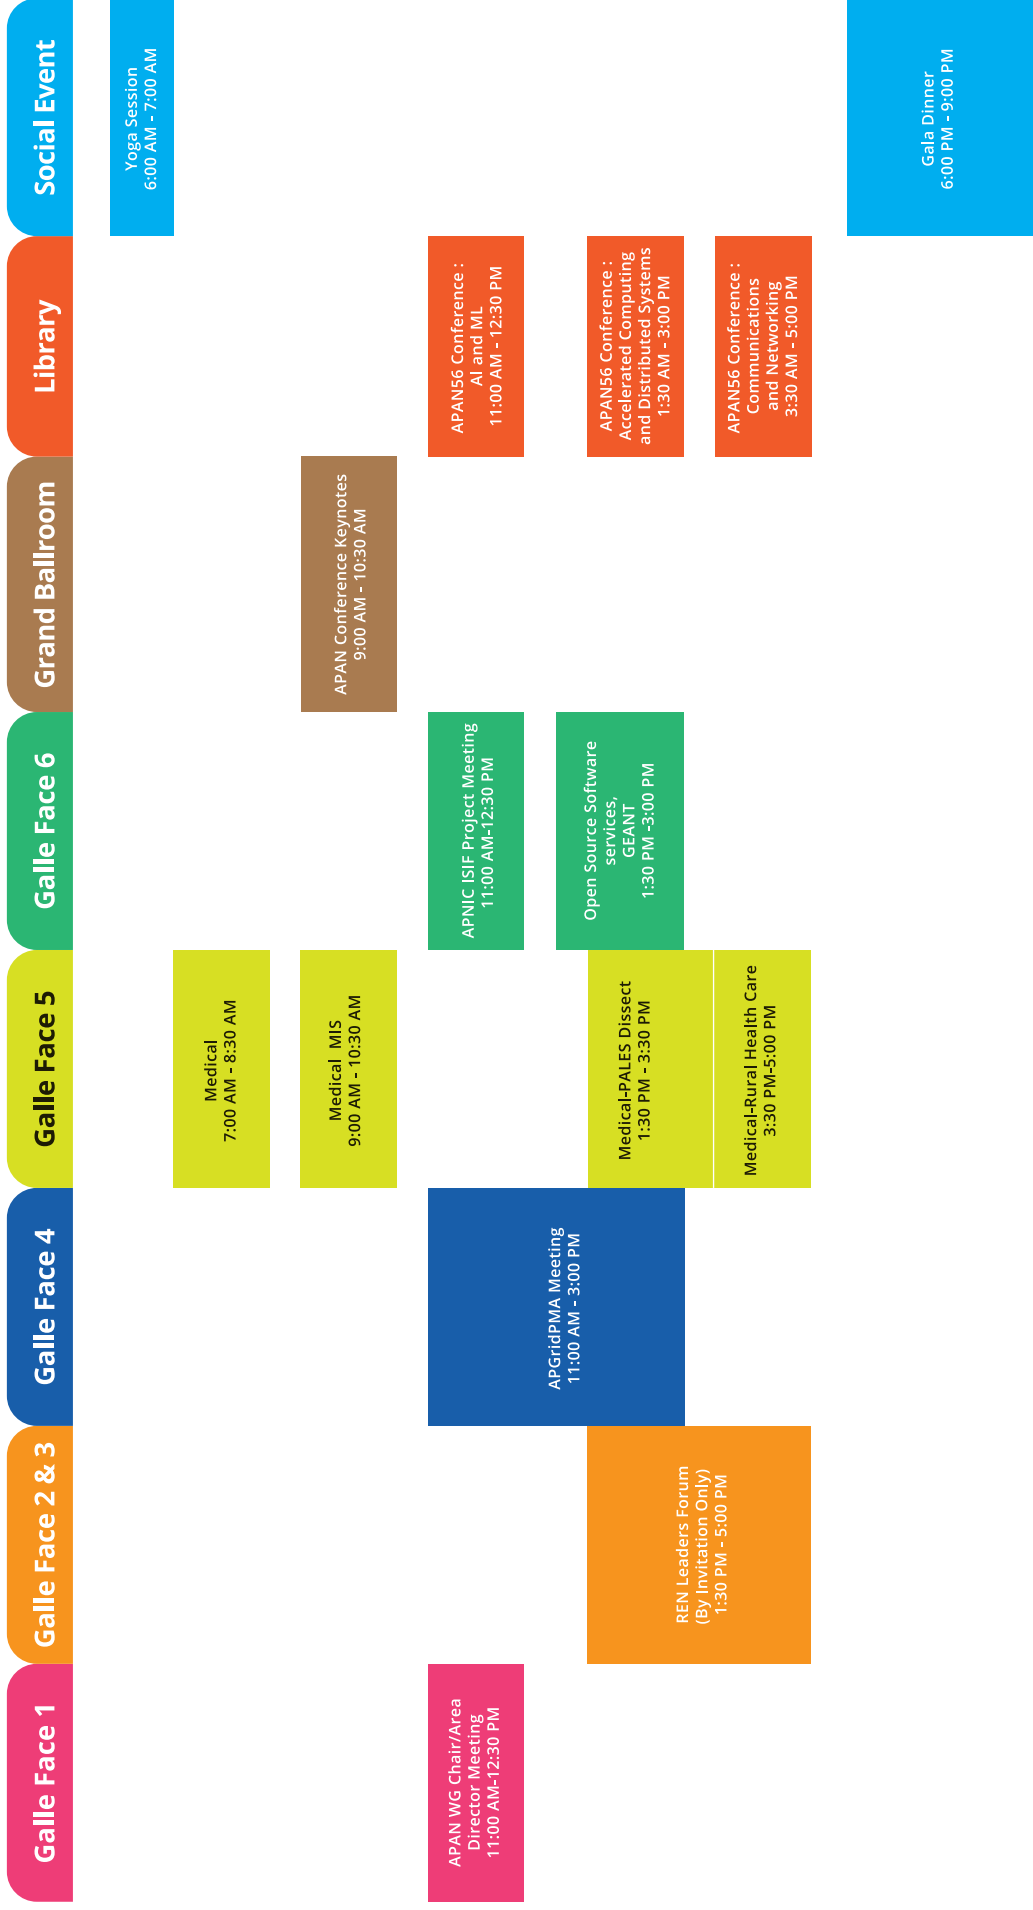 Galle Face 1
Galle Face 2 & 3
Galle Face 4
Galle Face 5
Galle Face 6
Grand Ballroom
Library
Social Event
Yoga Session
6:00 AM - 7:00 AM
Medical
7:00 AM - 8:30 AM
Medical MIS
9:00 AM - 10:30 AM
APAN Conference Keynotes
9:00 AM - 10:30 AM
APAN WG Chair/Area
Director Meeting
11:00 AM-12:30 PM
APGridPMA Meeting
11:00 AM - 3:00 PM
APNIC ISIF Project Meeting
11:00 AM-12:30 PM
APAN56 Conference :
AI and ML
11:00 AM - 12:30 PM
REN Leaders Forum
(By Invitation Only)
1:30 PM - 5:00 PM
Medical-PALES Dissect
1:30 PM - 3:30 PM
Open Source Software
services,
GEANT
1:30 PM -3:00 PM
APAN56 Conference :
Accelerated Computing
and Distributed Systems
1:30 AM - 3:00 PM
Medical-Rural Health Care
3:30 PM-5:00 PM
APAN56 Conference :
Communications
and Networking
3:30 AM - 5:00 PM
Gala Dinner
6:00 PM - 9:00 PM